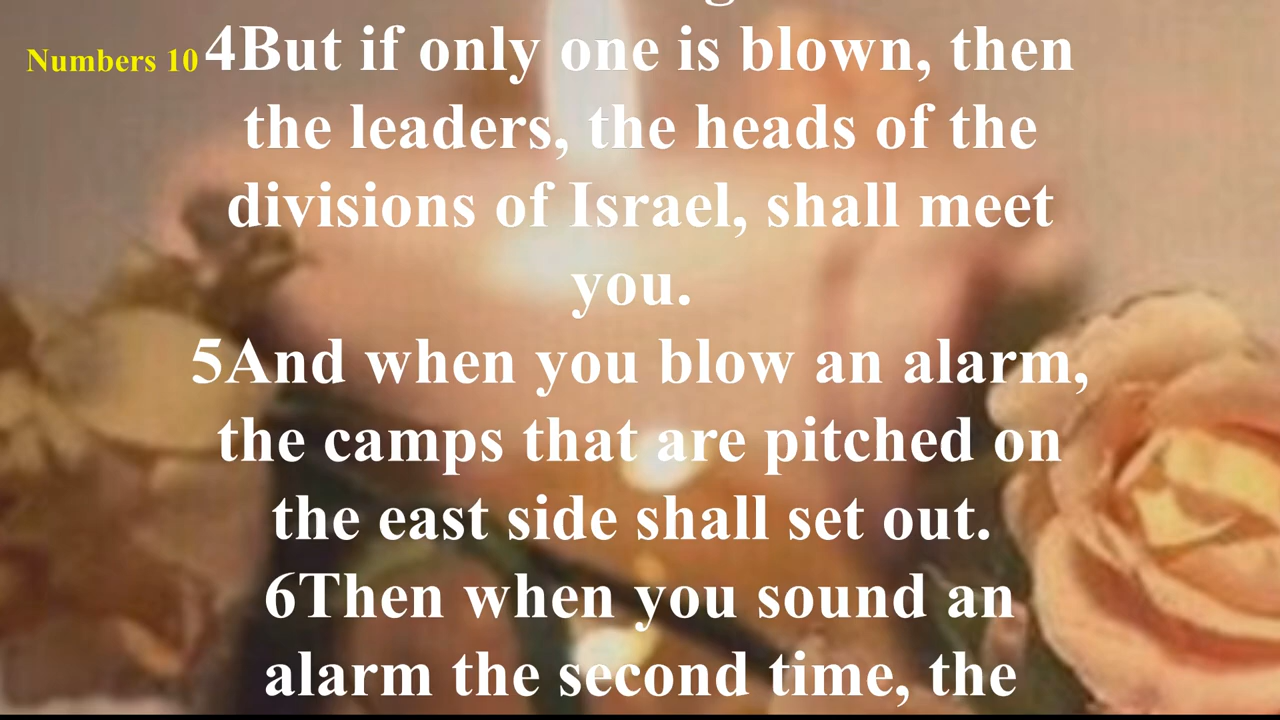 Numbers 10
4But if only one is blown, then
the leaders, the heads of the
divisions of Israel, shall meet
you.
5And when you blow an alarm,
the camps that are pitched on
the east side shall set out.
6Then when you sound an
alarm the second time, the